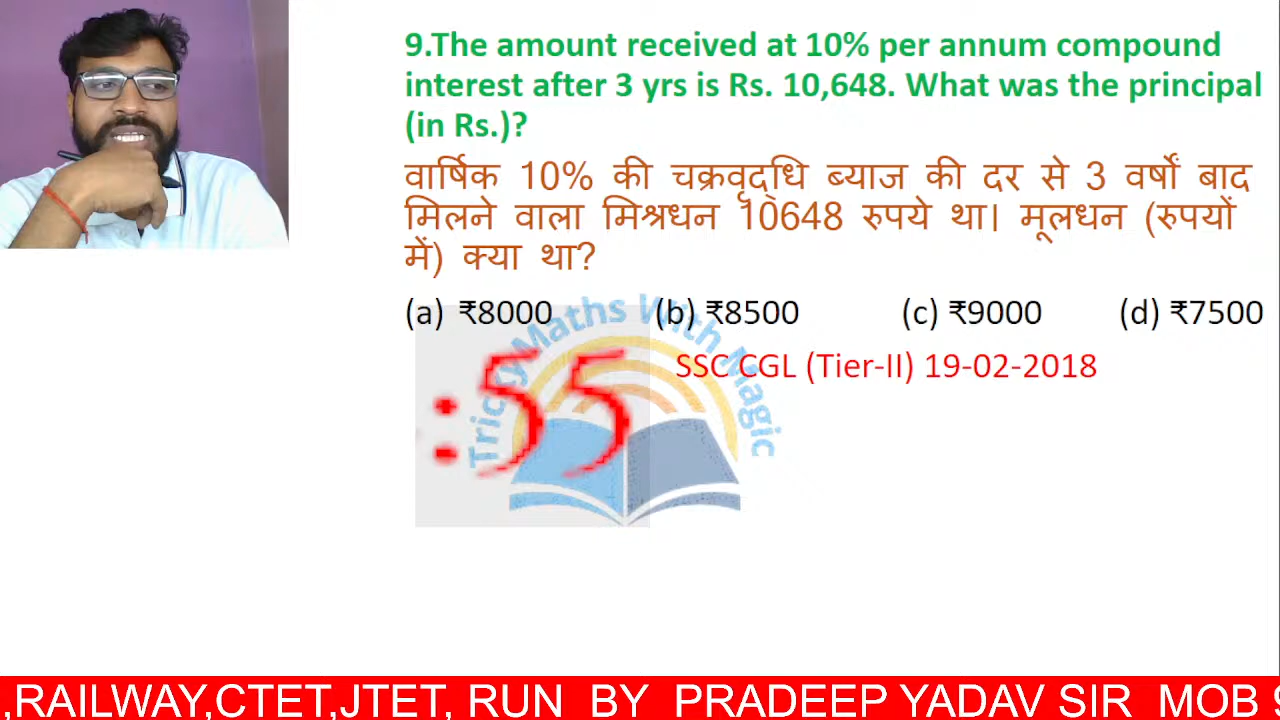 9.The amount received at 10% per annum compound
interest after 3 yrs is Rs. 10,648. What was the principal
(in Rs.)?
वार्षिक 10% की चक्रवृद्धि ब्याज की दर से 3 वर्षों बाद
मिलने वाला मिश्रधन 10648 रुपये था। मूलधन (रुपयों
में) क्या था?
(a) ₹8000 (b) ₹8500 (c) ₹9000 (d) ₹7500
SSC CGL (Tier-II) 19-02-2018
TrickyMaths With Magic
:55
,RAILWAY,CTET,JTET, RUN BY PRADEEP YADAV SIR MOB 9